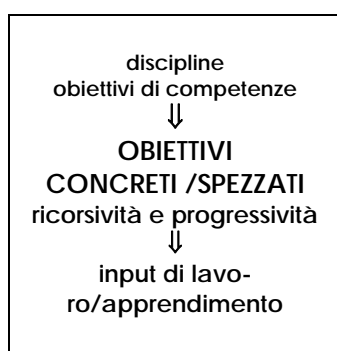 discipline
obiettivi di competenze
⇓
OBIETTIVI
CONCRETI /SPEZZATI
ricorsività e progressività
⇓
input di lavo-
ro/apprendimento